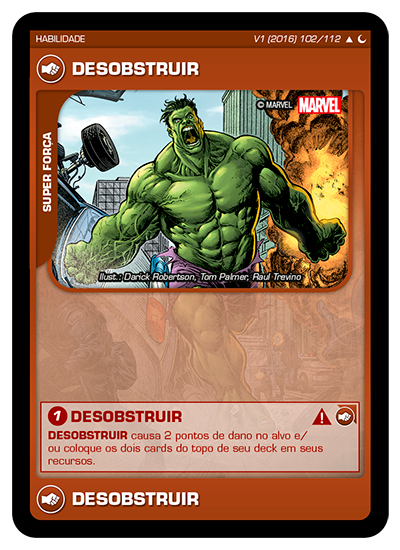 HABILIDADE
V1 (2016) 102/112
DESOBSTRUIR
© MARVEL MARVEL
SUPER FORÇA
Ilust.: Darick Robertson, Tom Palmer, Raul Trevino
1 DESOBSTRUIR
DESOBSTRUIR causa 2 pontos de dano no alvo e/
ou coloque os dois cards do topo de seu deck em seus
recursos.
DESOBSTRUIR